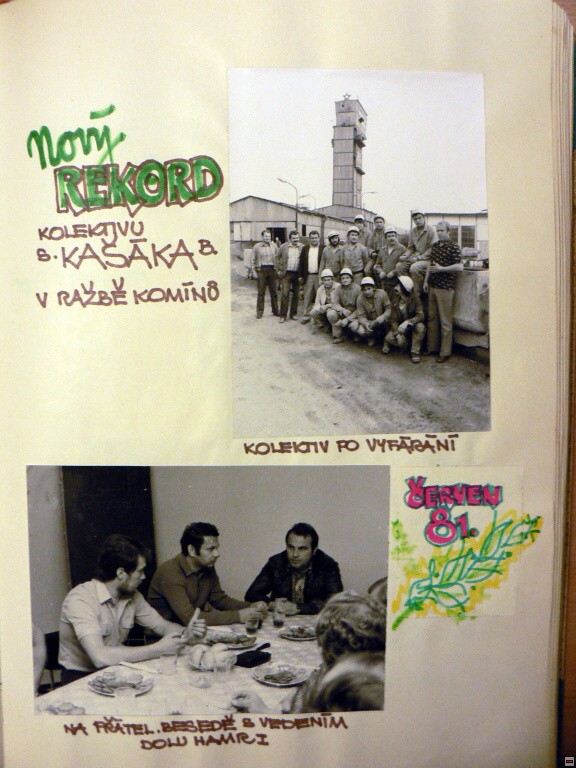 Nový
REKORD
KOLEKTIVU
s. KAŠÁKA B.
V RAŽBĚ KOMÍNŮ
KOLEKTIV PO VYFÁRÁNÍ
ČERVEN
81.
NA PŘÁTEL. BESEDĚ S VEDENÍM
DOLU HAMR I